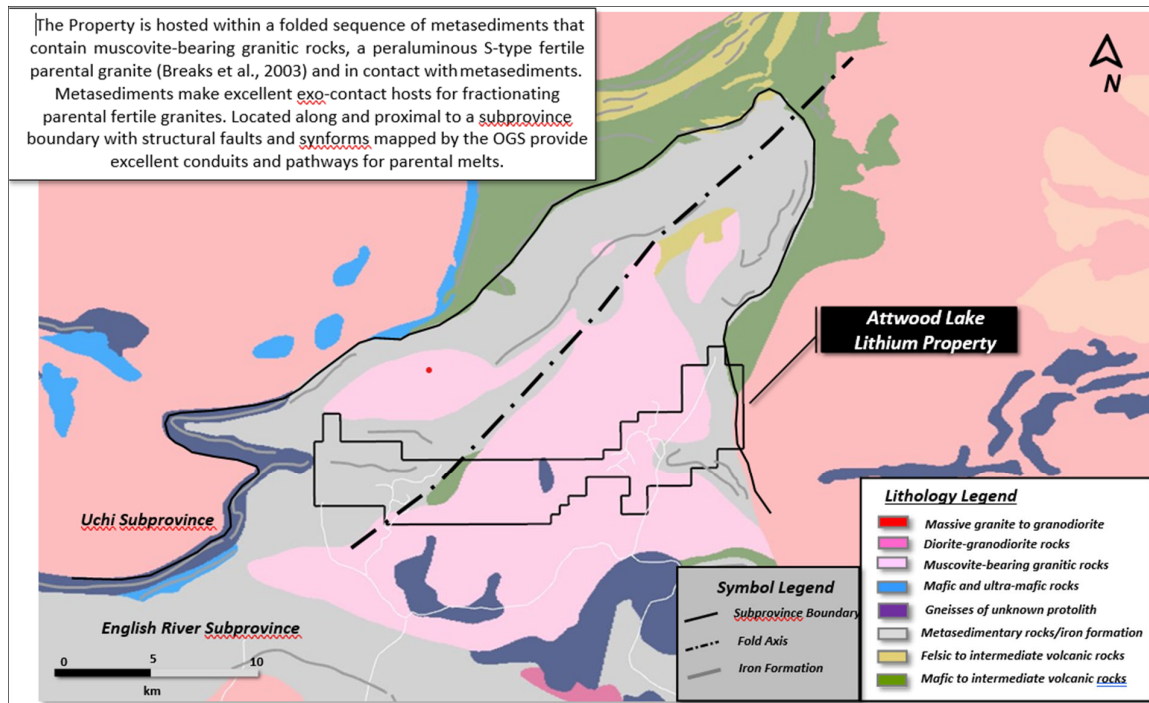 The Property is hosted within a folded sequence of metasediments that
contain muscovite-bearing granitic rocks, a peraluminous S-type fertile
parental granite (Breaks et al., 2003) and in contact with metasediments.
Metasediments make excellent exo-contact hosts for fractionating
parental fertile granites. Located along and proximal to a subprovince
boundary with structural faults and synforms mapped by the OGS provide
excellent conduits and pathways for parental melts.
N
Attwood Lake
Lithium Property
Uchi Subprovince
English River Subprovince
0 5 10
km
Symbol Legend
Subprovince Boundary
Fold Axis
Iron Formation
Lithology Legend
Massive granite to granodiorite
Diorite-granodiorite rocks
Muscovite-bearing granitic rocks
Mafic and ultra-mafic rocks
Gneisses of unknown protolith
Metasedimentary rocks/iron formation
Felsic to intermediate volcanic rocks
Mafic to intermediate volcanic rocks